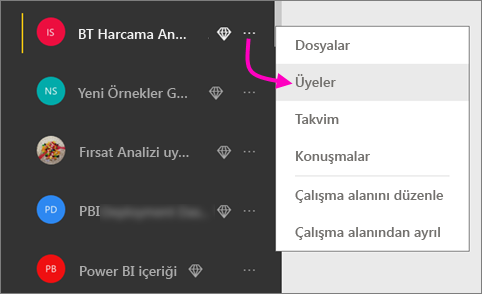 IS BT Harcama An...
NS Yeni Örnekler G...
Fırsat Analizi uy...
PD PBI
PB Power BI içeriği
Dosyalar
Üyeler
Takvim
Konuşmalar
Çalışma alanını düzenle
Çalışma alanından ayrıl